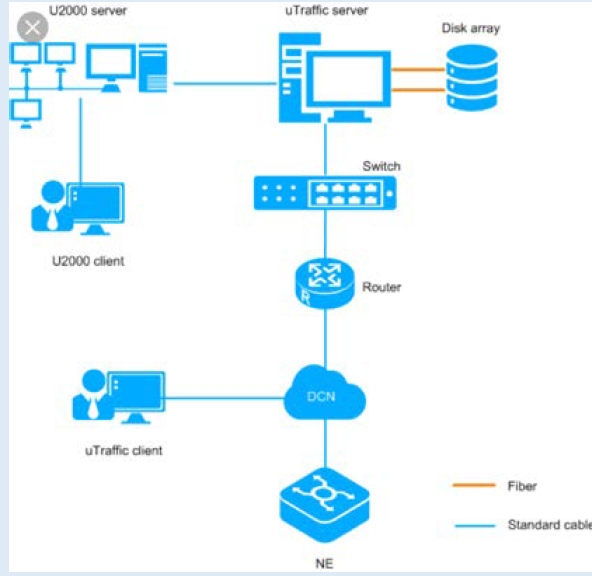 U2000 server
uTraffic server
Disk array
Switch
U2000 client
Router
R
DCN
uTraffic client
Fiber
Standard cable
NE